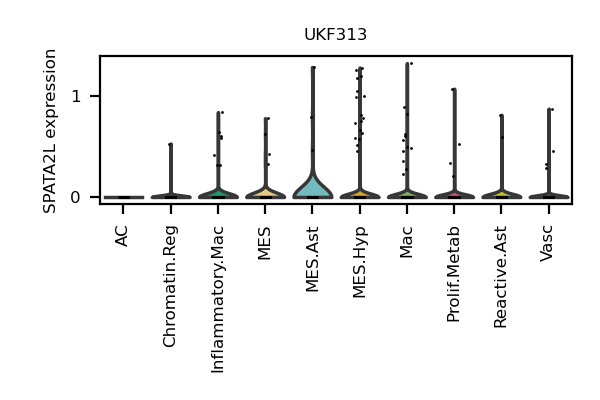 UKF313
SPATA2L expression
1
0
AC
Chromatin.Reg
Inflammatory.Mac
MES
MES.Ast
MES.Hyp
Mac
Prolif.Metab
Reactive.Ast
Vasc